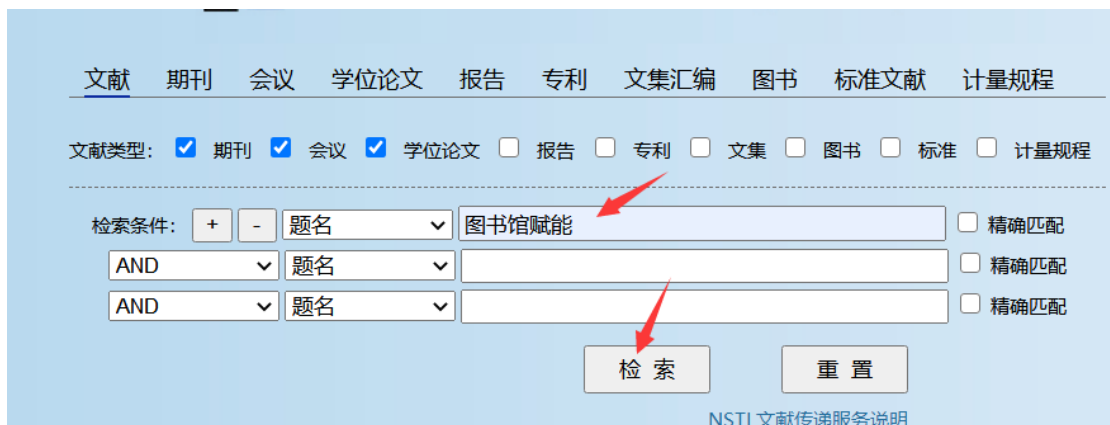 文献 期刊 会议 学位论文 报告 专利 文集汇编 图书 标准文献 计量规程
文献类型: 期刊 会议 学位论文 报告 专利 文集 图书 标准 计量规程
检索条件: + - 题名 图书馆赋能 精确匹配
AND 题名 精确匹配
AND 题名 精确匹配
检 索 重 置
NSTL文献传递服务说明